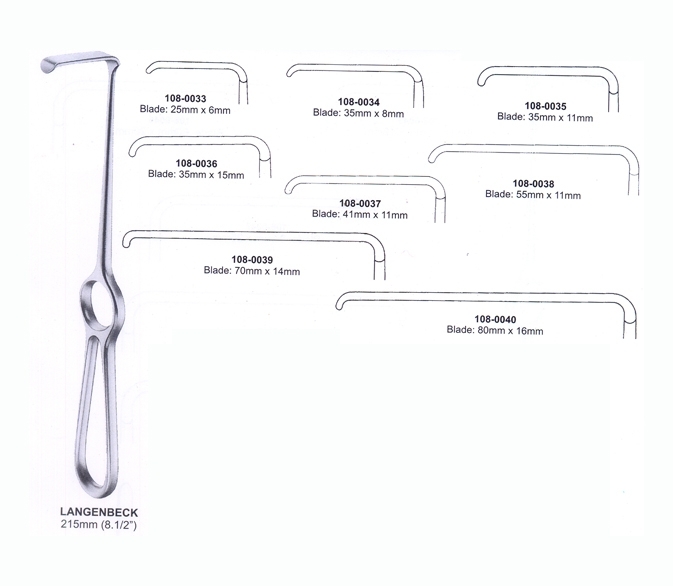 108-0033
Blade: 25mm x 6mm
108-0034
Blade: 35mm x 8mm
108-0035
Blade: 35mm x 11mm
108-0036
Blade: 35mm x 15mm
108-0037
Blade: 41mm x 11mm
108-0038
Blade: 55mm x 11mm
108-0039
Blade: 70mm x 14mm
108-0040
Blade: 80mm x 16mm
LANGENBECK
215mm (8.1/2")